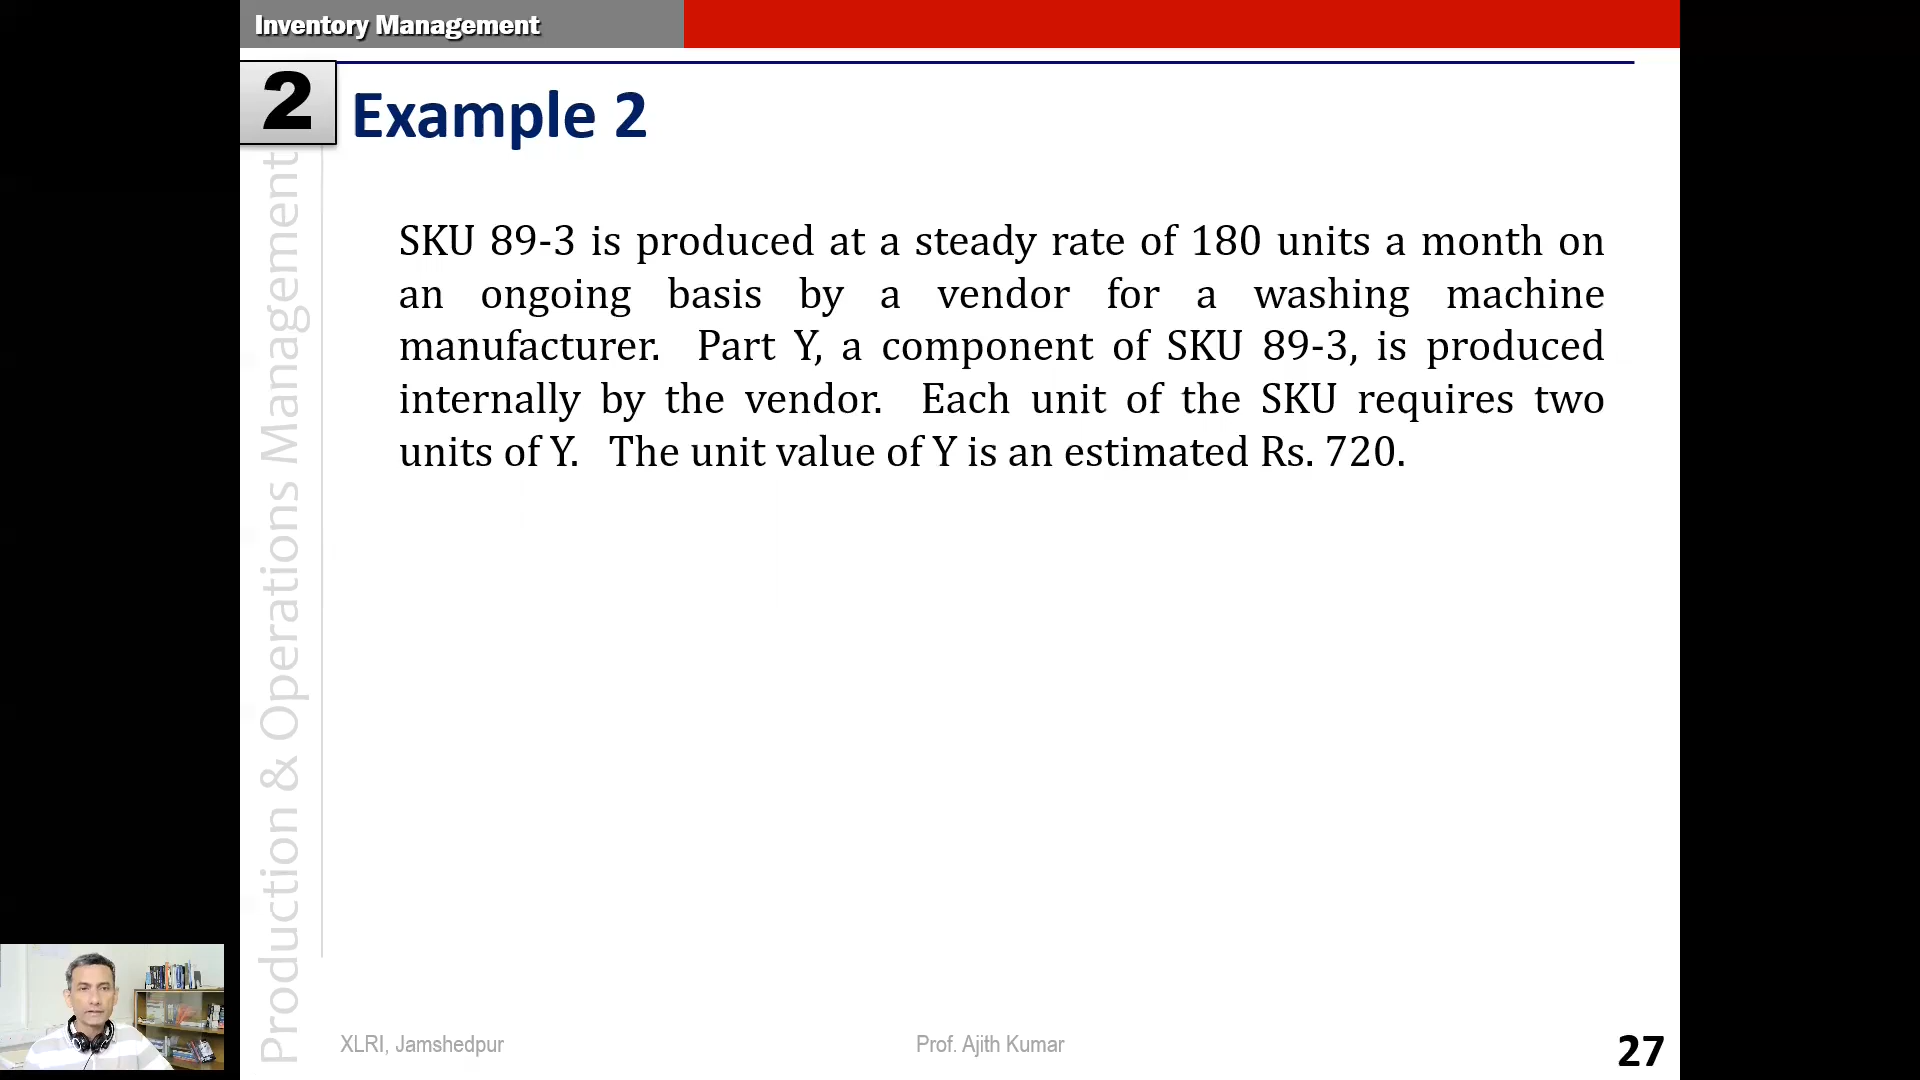 Inventory Management
2
Example 2
SKU 89-3 is produced at a steady rate of 180 units a month on
an ongoing basis by a vendor for a washing machine
manufacturer. Part Y, a component of SKU 89-3, is produced
internally by the vendor. Each unit of the SKU requires two
units of Y. The unit value of Y is an estimated Rs. 720.
Production & Operations Management
XLRI, Jamshedpur
Prof. Ajith Kumar
27